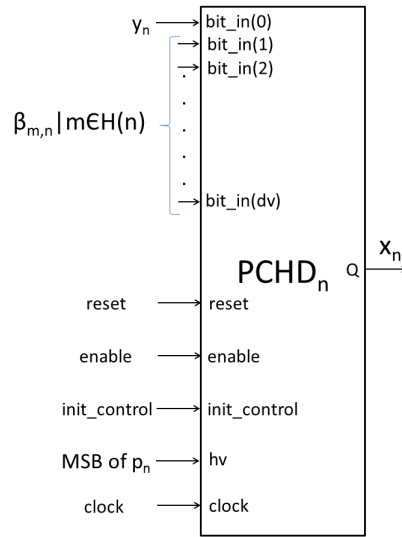 yₙ bit_in(0)
bit_in(1)
bit_in(2)
βₘ,ₙ|mЄH(n)
bit_in(dv)
PCHDₙ Q xₙ
reset reset
enable enable
init_control init_control
MSB of pₙ hv
clock clock